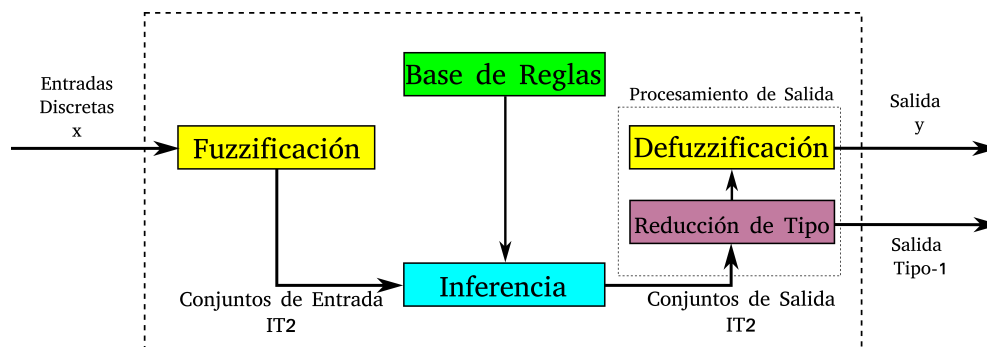 Entradas
Discretas
x
Fuzzificación
Base de Reglas
Procesamiento de Salida
Defuzzificación
Reducción de Tipo
Salida
y
Salida
Tipo-1
Conjuntos de Entrada
IT2
Inferencia
Conjuntos de Salida
IT2